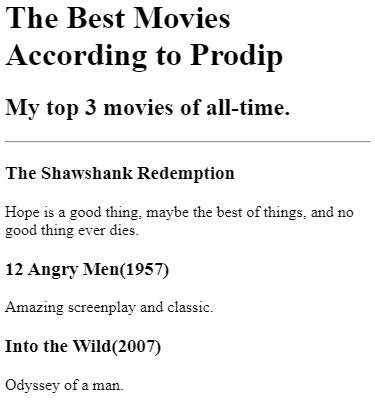 The Best Movies
According to Prodip
My top 3 movies of all-time.
The Shawshank Redemption
Hope is a good thing, maybe the best of things, and no
good thing ever dies.
12 Angry Men(1957)
Amazing screenplay and classic.
Into the Wild(2007)
Odyssey of a man.